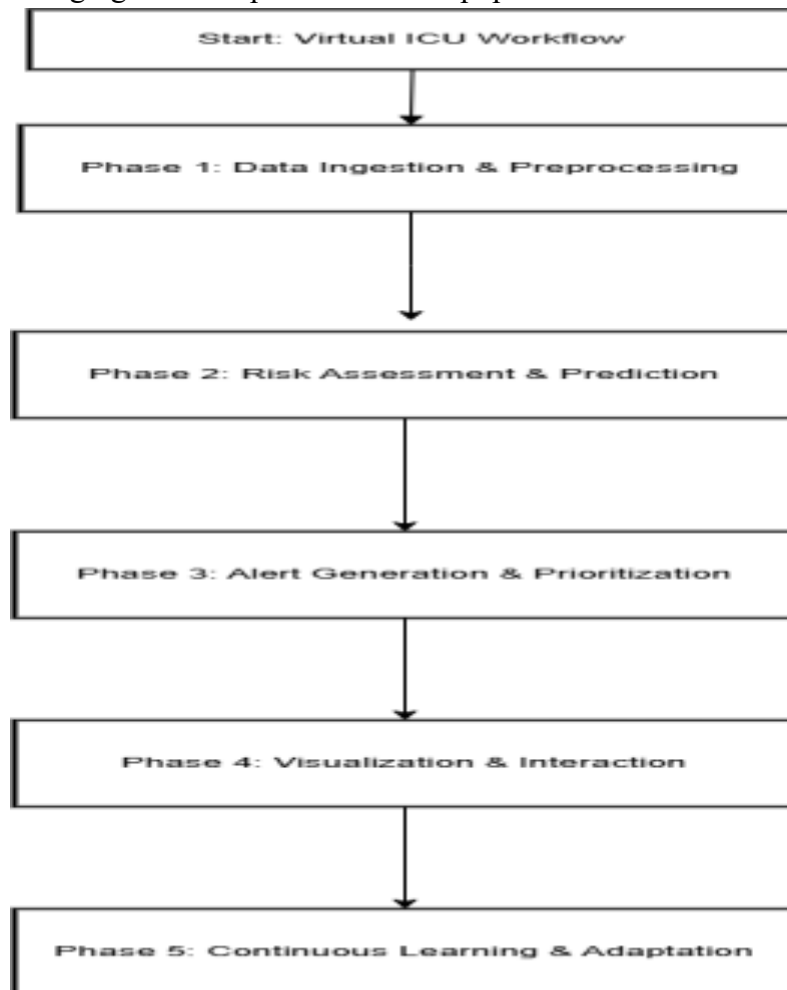 Start: Virtual ICU Workflow
Phase 1: Data Ingestion & Preprocessing
Phase 2: Risk Assessment & Prediction
Phase 3: Alert Generation & Prioritization
Phase 4: Visualization & Interaction
Phase 5: Continuous Learning & Adaptation